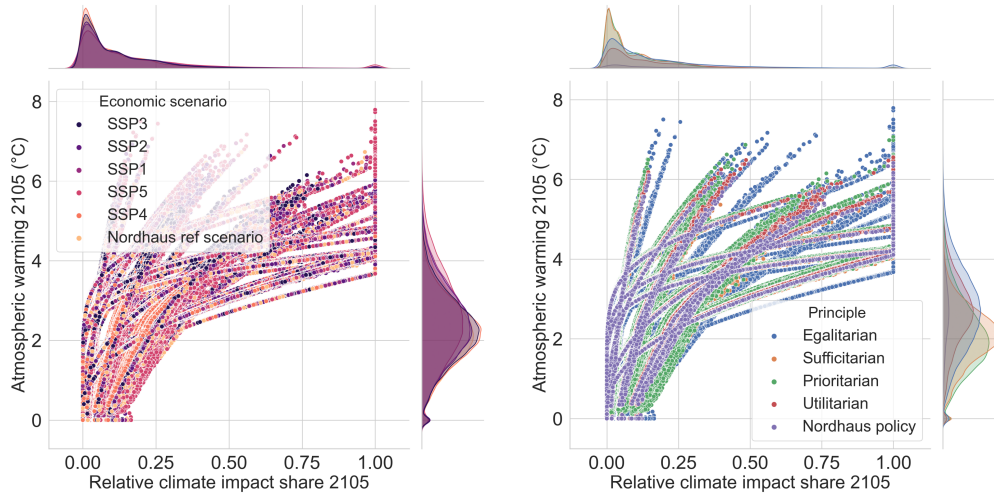 Economic scenario
SSP3
SSP2
SSP1
SSP5
SSP4
Nordhaus ref scenario
8
6
4
2
0
Atmospheric warming 2105 (°C)
0.00 0.25 0.50 0.75 1.00
Relative climate impact share 2105
8
6
4
2
0
Atmospheric warming 2105 (°C)
Principle
Egalitarian
Sufficitarian
Prioritarian
Utilitarian
Nordhaus policy
0.00 0.25 0.50 0.75 1.00
Relative climate impact share 2105